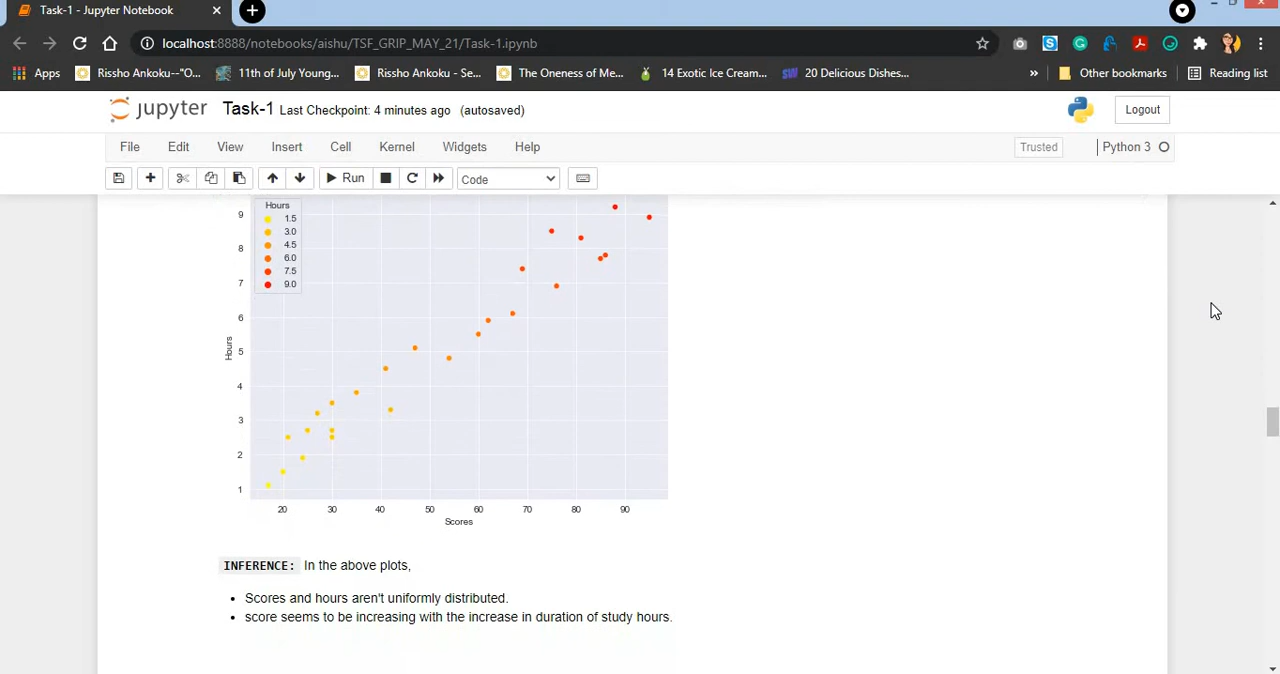 Task-1 - Jupyter Notebook
localhost:8888/notebooks/aishu/TSF_GRIP_MAY_21/Task-1.ipynb
Apps Rissho Ankoku--"O... 11th of July Young... Rissho Ankoku - Se... The Oneness of Me... 14 Exotic Ice Cream... SW 20 Delicious Dishes... » Other bookmarks Reading list
jupyter Task-1 Last Checkpoint: 4 minutes ago (autosaved) Logout
File Edit View Insert Cell Kernel Widgets Help Trusted Python 3
Run Code
Hours
1.5
3.0
4.5
6.0
7.5
9.0
9
8
7
6
5
4
3
2
1
Hours
20 30 40 50 60 70 80 90
Scores
INFERENCE: In the above plots,
• Scores and hours aren't uniformly distributed.
• score seems to be increasing with the increase in duration of study hours.